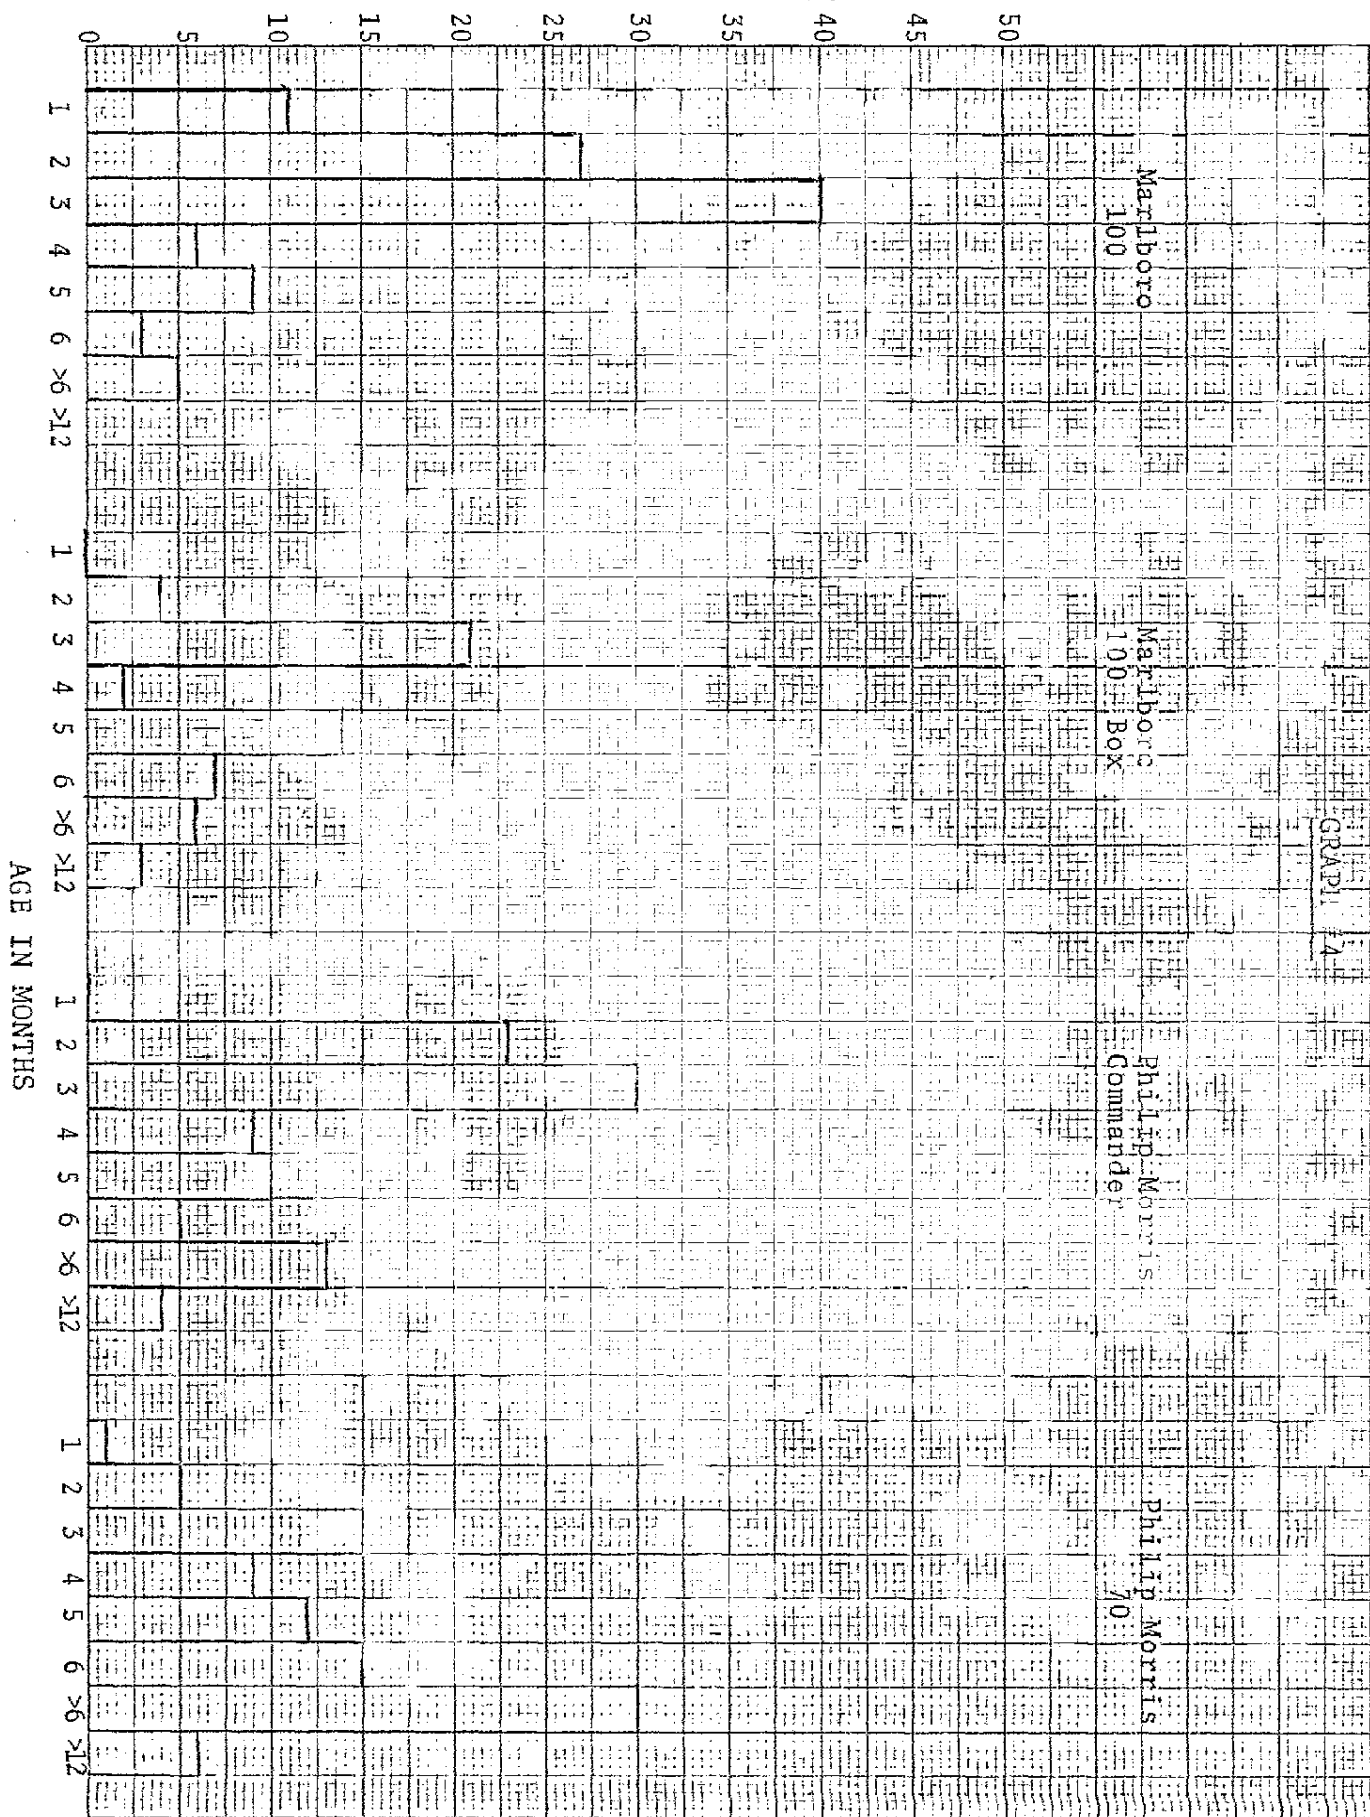 GRAPH #4
Marlboro
100
Marlboro
100 Box
Philip Morris
Commander
Philip Morris
70
50
45
40
35
30
25
20
15
10
5
0
1 2 3 4 5 6 >6 >12 1 2 3 4 5 6 >6 >12 1 2 3 4 5 6 >6 >12 1 2 3 4 5 6 >6 >12
AGE IN MONTHS